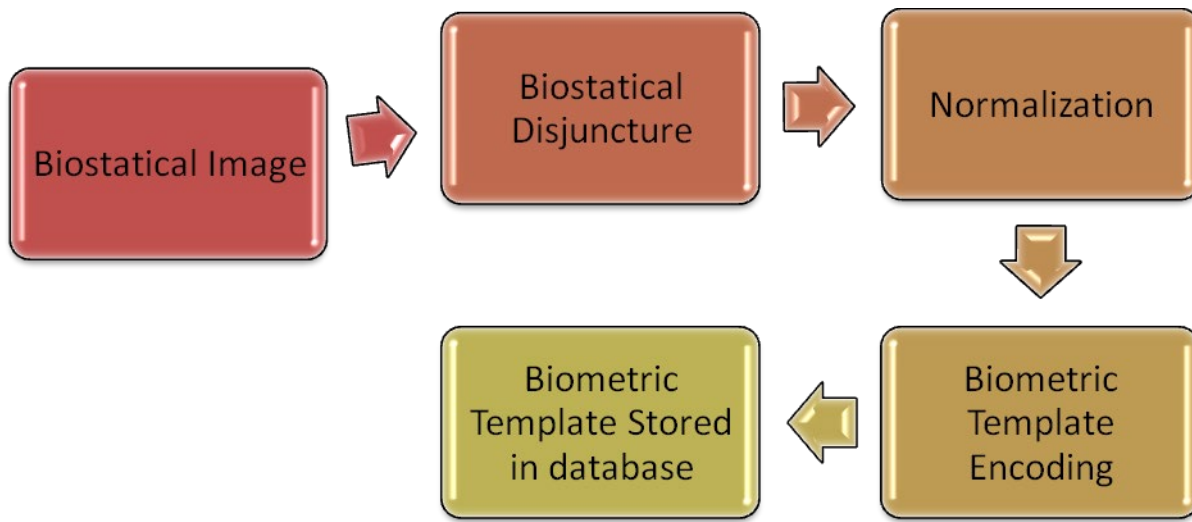 Biostatical Image
Biostatical
Disjuncture
Normalization
Biometric
Template
Encoding
Biometric
Template Stored
in database